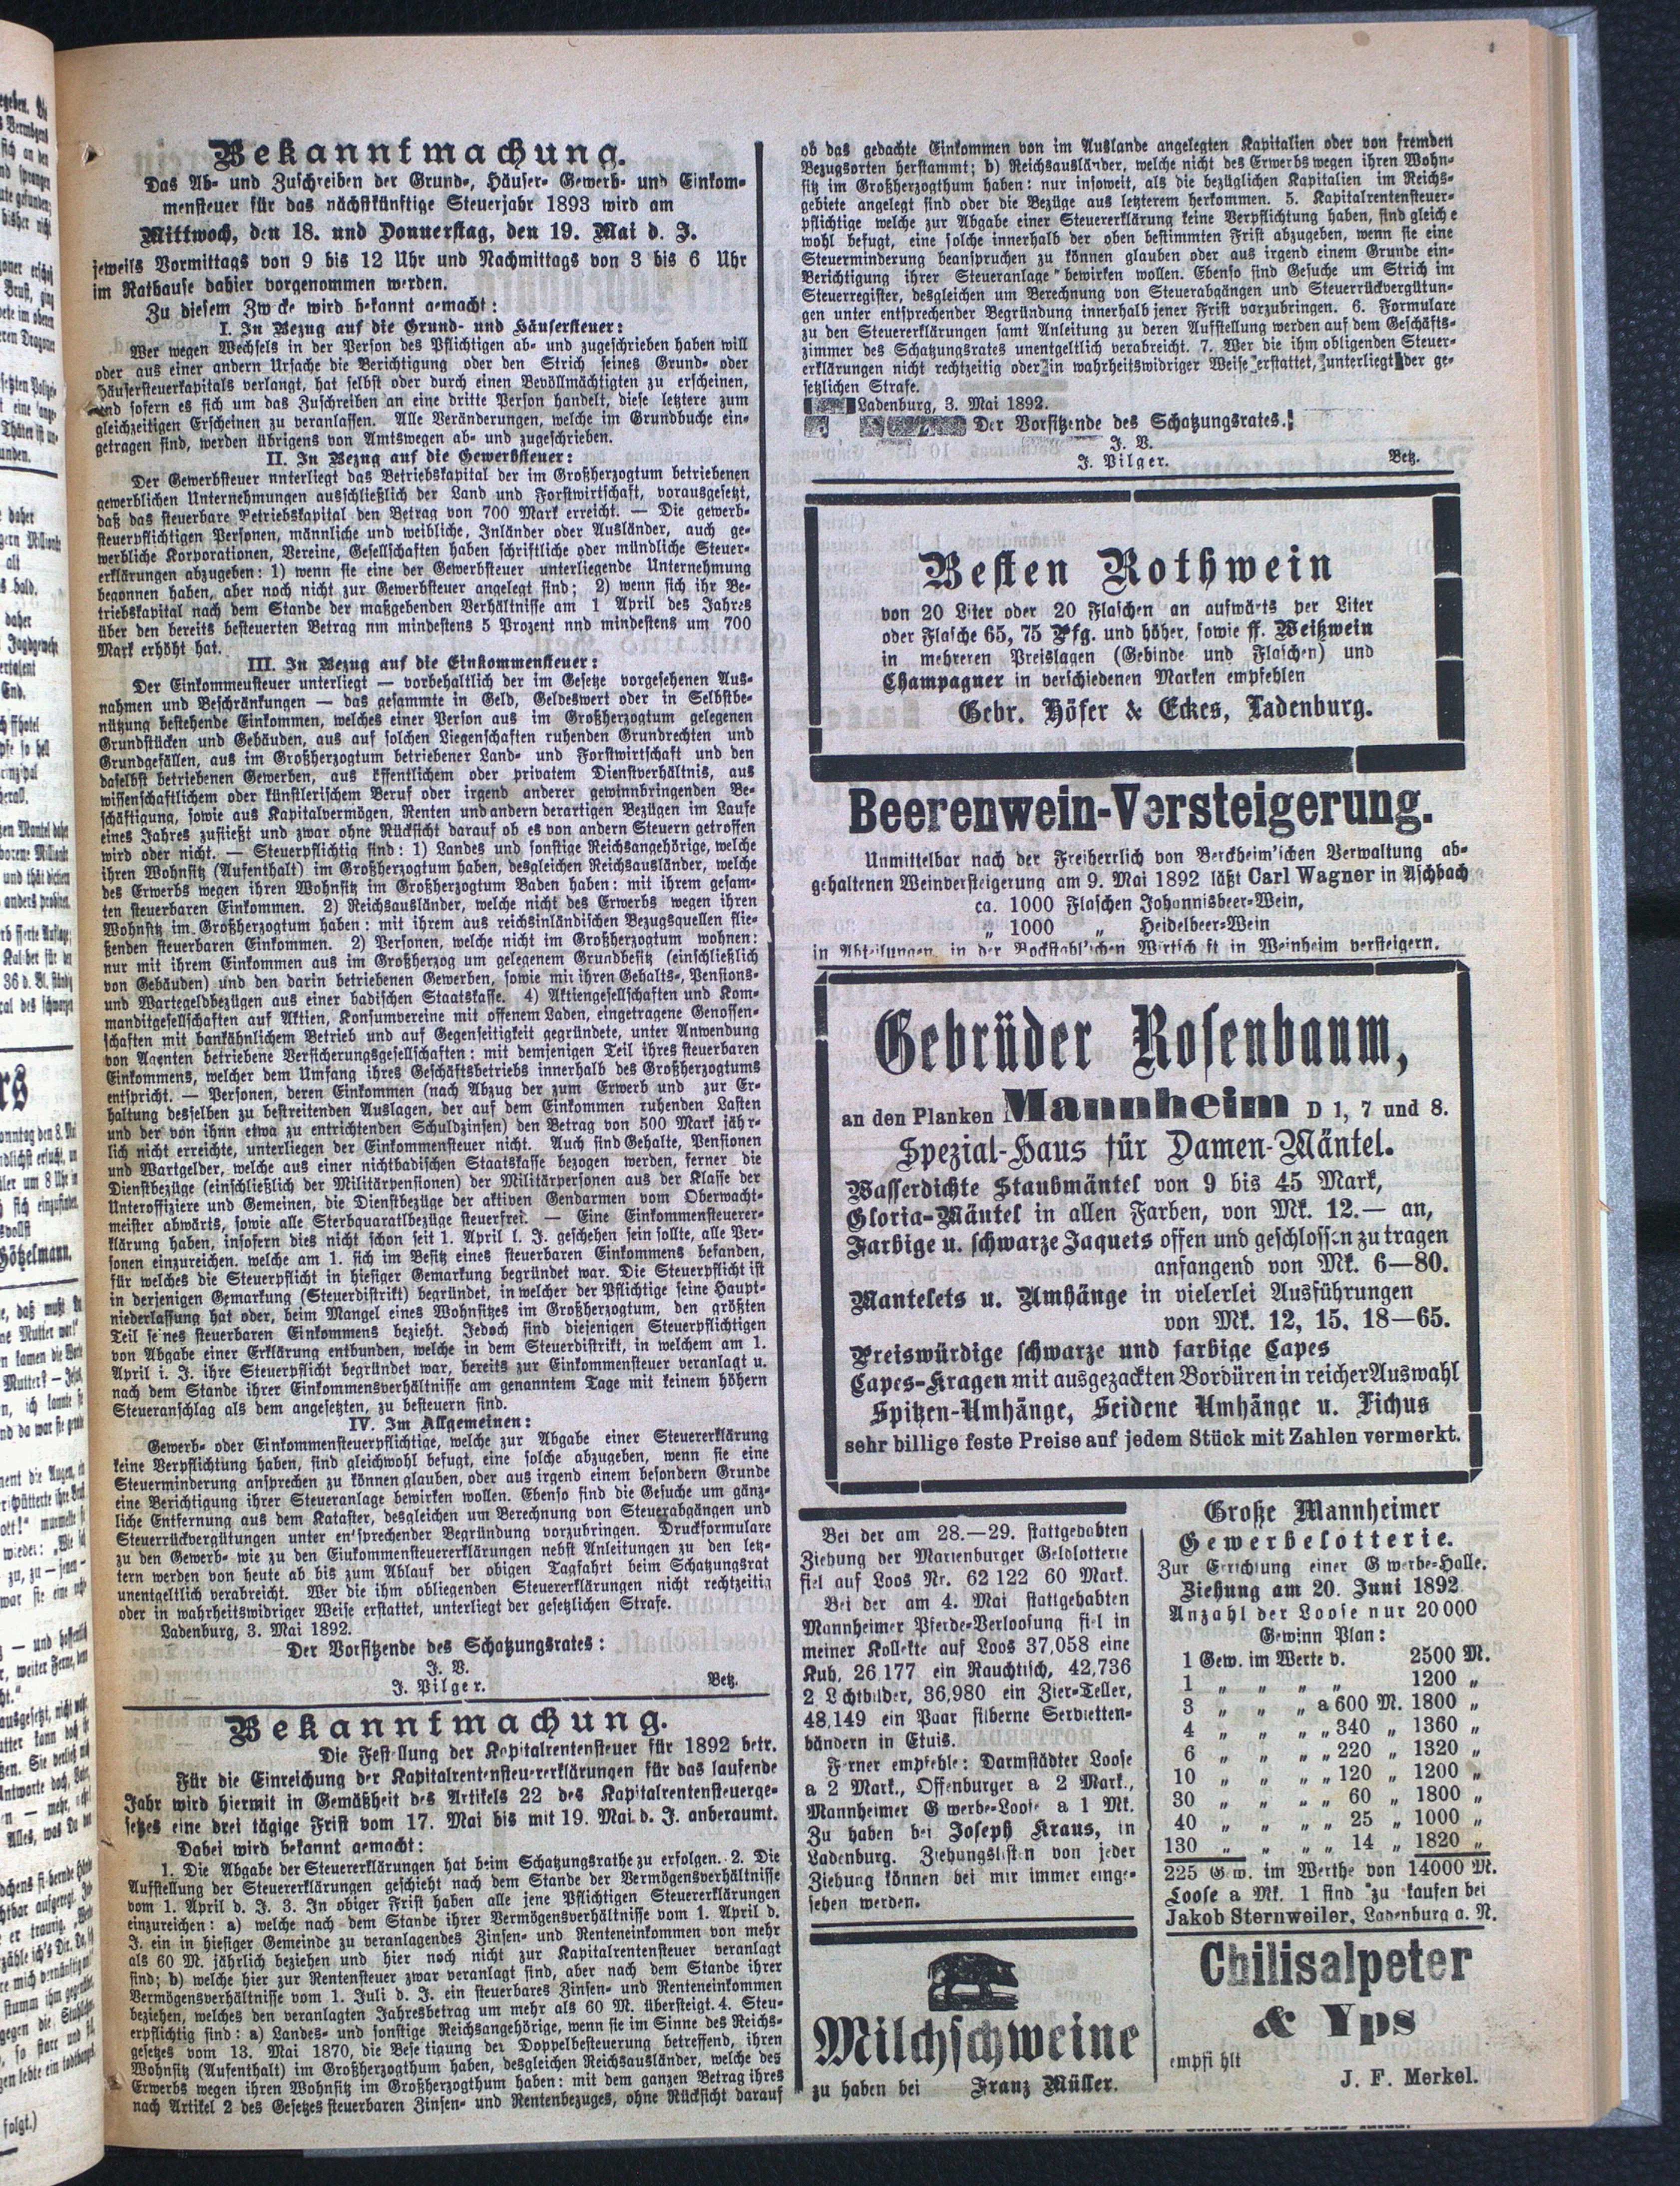 Bekanntmachung.
Das Ab- und Zuschreiben der Grund-, Häuser- Gewerb- und Einkom-
mensteuer für das nächstkünftige Steuerjahr 1893 wird am
Mittwoch, den 18. und Donnerstag, den 19. Mai d. J.
jeweils Vormittags von 9 bis 12 Uhr und Nachmittags von 3 bis 6 Uhr
im Rathause dahier vorgenommen werden.
Zu diesem Zw cke wird bekannt gemacht:
I. In Bezug auf die Grund- und Häusersteuer:
Wer wegen Wechsels in der Person des Pflichtigen ab- und zugeschrieben haben will
oder aus einer andern Ursache die Berichtigung oder den Strich seines Grund- oder
Häusersteuerkapitals verlangt, hat selbst oder durch einen Bevollmächtigten zu erscheinen,
und sofern es sich um das Zuschreiben an eine dritte Person handelt, diese letztere zum
gleichzeitigen Erscheinen zu veranlassen. Alle Veränderungen, welche im Grundbuche ein-
getragen sind, werden übrigens von Amtswegen ab- und zugeschrieben.
II. In Bezug auf die Gewerbsteuer:
Der Gewerbsteuer nnterliegt das Betriebskapital der im Großherzogtum betriebenen
gewerblichen Unternehmungen ausschließlich der Land und Forstwirtschaft, vorausgesetzt,
daß das steuerbare Petriebskapital den Betrag von 700 Mark erreicht. — Die gewerb-
steuerpflichtigen Personen, männliche und weibliche, Inländer oder Ausländer, auch ge-
werbliche Korporationen, Vereine, Gesellschaften haben schriftliche oder mündliche Steuer-
erklärungen abzugeben: 1) wenn sie eine der Gewerbsteuer unterliegende Unternehmung
begonnen haben, aber noch nicht zur Gewerbsteuer angelegt sind; 2) wenn sich ihr Be-
triebskapital nach dem Stande der maßgebenden Verhältnisse am 1 April des Jahres
über den bereits besteuerten Betrag nm mindestens 5 Prozent nnd mindestens um 700
Mark erhöht hat.
III. In Bezug auf die Einkommensteuer:
Der Einkommeusteuer unterliegt — vorbehaltlich der im Gesetze vorgesehenen Aus-
nahmen und Beschränkungen — das gesammte in Geld, Geldeswert oder in Selbstbe-
nützung bestehende Einkommen, welches einer Person aus im Großherzogtum gelegenen
Grundstücken und Gebäuden, aus auf solchen Liegenschaften ruhenden Grundrechten und
Grundgefällen, aus im Großherzogtum betriebener Land- und Forstwirtschaft und den
daselbst betriebenen Gewerben, aus öffentlichem oder privatem Dienstverhältnis, aus
wissenschaftlichem oder künstlerischem Beruf oder irgend anderer gewinnbringenden Be-
schäftigung, sowie aus Kapitalvermögen, Renten und andern derartigen Bezügen im Laufe
eines Jahres zufließt und zwar ohne Rücksicht darauf ob es von andern Steuern getroffen
wird oder nicht. — Steuerpflichtig sind: 1) Landes und sonstige Reichsangehörige, welche
ihren Wohnsitz (Aufenthalt) im Großherzogtum haben, desgleichen Reichsausländer, welche
des Erwerbs wegen ihren Wohnsitz im Großherzogtum Baden haben: mit ihrem gesam-
ten steuerbaren Einkommen. 2) Reichsausländer, welche nicht des Erwerbs wegen ihren
Wohnsitz im Großherzogtum haben: mit ihrem aus reichsinländischen Bezugsquellen flie-
ßenden steuerbaren Einkommen. 2) Personen, welche nicht im Großherzogtum wohnen:
nur mit ihrem Einkommen aus im Großherzog um gelegenem Grundbesitz (einschließlich
von Gebäuden) und den darin betriebenen Gewerben, sowie mit ihren Gehalts-, Pensions-
und Wartegeldbezügen aus einer badischen Staatskasse. 4) Aktiengesellschaften und Kom-
manditgesellschaften auf Aktien, Konsumvereine mit offenem Laden, eingetragene Genossen-
schaften mit bankähnlichem Betrieb und auf Gegenseitigkeit gegründete, unter Anwendung
von Agenten betriebene Versicherungsgesellschaften: mit demjenigen Teil ihres steuerbaren
Einkommens, welcher dem Umfang ihres Geschäftsbetriebs innerhalb des Großherzogtums
entspricht. — Personen, deren Einkommen (nach Abzug der zum Erwerb und zur Er-
haltung desselben zu bestreitenden Auslagen, der auf dem Einkommen ruhenden Lasten
und der von ihnn etwa zu entrichtenden Schuldzinsen) den Betrag von 500 Mark jähr-
lich nicht erreichte, unterliegen der Einkommensteuer nicht. Auch sind Gehalte, Pensionen
und Wartgelder, welche aus einer nichtbadischen Staatskasse bezogen werden, ferner die
Dienstbezüge (einschließlich der Militärpensionen) der Militärpersonen aus der Klasse der
Unteroffiziere und Gemeinen, die Dienstbezüge der aktiven Gendarmen vom Oberwacht-
meister abwärts, sowie alle Sterbquaratlbezüge steuerfrei. — Eine Einkommensteuerer-
klärung haben, insofern dies nicht schon seit 1. April l. J. geschehen sein sollte, alle Per-
sonen einzureichen. welche am 1. sich im Besitz eines steuerbaren Einkommens befanden,
für welches die Steuerpflicht in hiesiger Gemarkung begründet war. Die Steuerpflicht ist
in derjenigen Gemarkung (Steuerdistrikt) begründet, in welcher der Pflichtige seine Haupt-
niederlassung hat oder, beim Mangel eines Wohnsitzes im Großherzogtum, den größten
Teil se nes steuerbaren Einkommens bezieht. Jedoch sind diejenigen Steuerpflichtigen
von Abgabe einer Erklärung entbunden, welche in dem Steuerdistrikt, in welchem am 1.
April i. J. ihre Steuerpflicht begründet war, bereits zur Einkommensteuer veranlagt u.
nach dem Stande ihrer Einkommensverhältnisse am genanntem Tage mit keinem höhern
Steueranschlag als dem angesetzten, zu besteuern sind.
IV. Im Allgemeinen:
Gewerb- oder Einkommensteuerpflichtige, welche zur Abgabe einer Steuererklärung
keine Verpflichtung haben, sind gleichwohl befugt, eine solche abzugeben, wenn sie eine
Steuerminderung ansprechen zu können glauben, oder aus irgend einem besondern Grunde
eine Berichtigung ihrer Steueranlage bewirken wollen. Ebenso sind die Gesuche um gänz-
liche Entfernung aus dem Kataster, desgleichen um Berechnung von Steuerabgängen und
Steuerrückvergütungen unter en sprechender Begründung vorzubringen. Druckformulare
zu den Gewerb- wie zu den Eiukommensteuererklärungen nebst Anleitungen zu den letz-
tern werden von heute ab bis zum Ablauf der obigen Tagfahrt beim Schatzungsrat
unentgeltlich verabreicht. Wer die ihm obliegenden Steuererklärungen nicht rechtzeitig
oder in wahrheitswidriger Weise erstattet, unterliegt der gesetzlichen Strafe.
Ladenburg, 3. Mai 1892.
Der Vorsitzende des Schatzungsrates:
J. V.
J. Pilger. Betz.
Bekanntmachung.
Die Fest llung der Kapitalrentensteuer für 1892 betr.
Für die Einreichung der Kapitalrentensteuererklärungen für das laufende
Jahr wird hiermit in Gemäßheit des Artikels 22 des Kapitalrentensteuerge-
setzes eine drei tägige Frist vom 17. Mai bis mit 19. Mai d. J. anberaumt.
Dabei wird bekannt gemacht:
1. Die Abgabe der Steuererklärungen hat beim Schatzungsrathe zu erfolgen. 2. Die
Aufstellung der Steuererklärungen geschieht nach dem Stande der Vermögensverhältnisse
vom 1. April d. J. 3. In obiger Frist haben alle jene Pflichtigen Steuererklärungen
einzureichen: a) welche nach dem Stande ihrer Vermögensverhältnisse vom 1. April d.
J. ein in hiesiger Gemeinde zu veranlagendes Zinsen- und Renteneinkommen von mehr
als 60 M. jährlich beziehen und hier noch nicht zur Kapitalrentensteuer veranlagt
sind; b) welche hier zur Rentensteuer zwar veranlagt sind, aber nach dem Stande ihrer
Vermögensverhältnisse vom 1. Juli d. J. ein steuerbares Zinsen- und Renteneinkommen
beziehen, welches den veranlagten Jahresbetrag um mehr als 60 M. übersteigt. 4. Steu-
erpflichtig sind: a) Landes- und sonstige Reichsangehörige, wenn sie im Sinne des Reichs-
gesetzes vom 13. Mai 1870, die Bese tigung der Doppelbesteuerung betreffend, ihren
Wohnsitz (Aufenthalt) im Großherzogthum haben, desgleichen Reichsausländer, welche des
Erwerbs wegen ihren Wohnsitz im Großherzogthum haben: mit dem ganzen Betrag ihres
nach Artikel 2 des Gesetzes steuerbaren Zinsen- und Rentenbezuges, ohne Rücksicht darauf
ob das gedachte Einkommen von im Auslande angelegten Kapitalien oder von fremden
Bezugsorten herstammt; b) Reichsausländer, welche nicht des Erwerbs wegen ihren Wohn-
sitz im Großherzogthum haben: nur insoweit, als die bezüglichen Kapitalien im Reichs-
gebiete angelegt sind oder die Bezüge aus letzterem herkommen. 5. Kapitalrentensteuer-
pflichtige welche zur Abgabe einer Steuererklärung keine Verpflichtung haben, sind gleich e
wohl befugt, eine solche innerhalb der oben bestimmten Frist abzugeben, wenn sie eine
Steuerminderung beanspruchen zu können glauben oder aus irgend einem Grunde ein-
Berichtigung ihrer Steueranlage bewirken wollen. Ebenso sind Gesuche um Strich im
Steuerregister, desgleichen um Berechnung von Steuerabgängen und Steuerrückvergütun-
gen unter entsprechender Begründung innerhalb jener Frist vorzubringen. 6. Formulare
zu den Steuererklärungen samt Anleitung zu deren Aufstellung werden auf dem Geschäfts-
zimmer des Schatzungsrates unentgeltlich verabreicht. 7. Wer die ihm obligenden Steuer-
erklärungen nicht rechtzeitig oder in wahrheitswidriger Weise erstattet, unterliegt der ge-
setzlichen Strafe.
Ladenburg, 3. Mai 1892.
Der Vorsitzende des Schatzungsrates.
J. V.
J. Pilger. Betz.
Besten Rothwein
von 20 Liter oder 20 Flaschen an aufwärts per Liter
oder Flasche 65, 75 Pfg. und höher, sowie ff. Weißwein
in mehreren Preislagen (Gebinde und Flaschen) und
Champagner in verschiedenen Marken empfehlen
Gebr. Höfer & Eckes, Ladenburg.
Beerenwein-Versteigerung.
Unmittelbar nach der Freiherrlich von Berckheim'schen Verwaltung ab-
gehaltenen Weinversteigerung am 9. Mai 1892 läßt Carl Wagner in Aschbach
ca. 1000 Flaschen Johannisbeer-Wein,
„ 1000 „ Heidelbeer-Wein
in Abteilungen in der Rockstahl'schen Wirtsch ft in Weinheim versteigern.
Gebrüder Rosenbaum,
an den Planken Mannheim D 1, 7 und 8.
Spezial-Haus für Damen-Mäntel.
Wasserdichte Staubmäntel von 9 bis 45 Mark,
Gloria-Mäntel in allen Farben, von Mk. 12.— an,
Farbige u. schwarze Jaquets offen und geschlossen zu tragen
anfangend von Mk. 6—80.
Mantelets u. Umhänge in vielerlei Ausführungen
von Mk. 12, 15, 18—65.
Preiswürdige schwarze und farbige Capes
Capes-Kragen mit ausgezackten Bordüren in reicher Auswahl
Spitzen-Umhänge, Seidene Umhänge u. Fichus
sehr billige feste Preise auf jedem Stück mit Zahlen vermerkt.
Bei der am 28.—29. stattgehabten
Ziehung der Marienburger Geldlotterie
fiel auf Loos Nr. 62 122 60 Mark.
Bei der am 4. Mai stattgehabten
Mannheimer Pferde-Verloosung fiel in
meiner Kollekte auf Loos 37,058 eine
Kuh, 26,177 ein Rauchtisch, 42,736
2 L chtbilder, 36,980 ein Zier-Teller,
48,149 ein Paar silberne Servietten-
bändern in Etuis.
Ferner empfehle: Darmstädter Loose
a 2 Mark., Offenburger a 2 Mark.,
Mannheimer G werbe-Loose a 1 Mk.
Zu haben bei Joseph Kraus, in
Ladenburg. Ziehungslisten von jeder
Ziehung können bei mir immer einge-
sehen werden.
Milchschweine
zu haben bei Franz Müller.
Große Mannheimer
Gewerbelotterie.
Zur Errichtung einer G werbe-Halle.
Ziehung am 20. Juni 1892
Anzahl der Loose nur 20000
Gewinn Plan:
1 Gew. im Werte v. 2500 M.
1 „ „ „ „ 1200 „
3 „ „ „ a 600 M. 1800 „
4 „ „ „ „ 340 „ 1360 „
6 „ „ „ „ 220 „ 1320 „
10 „ „ „ „ 120 „ 1200 „
30 „ „ „ „ 60 „ 1800 „
40 „ „ „ „ 25 „ 1000 „
130 „ „ „ „ 14 „ 1820 „
225 Gew. im Werthe von 14000 M.
Loose a Mk. 1 sind zu kaufen bei
Jakob Sternweiler, Ladenburg a. N.
Chilisalpeter
& Yps
empfi hlt
J. F. Merkel.